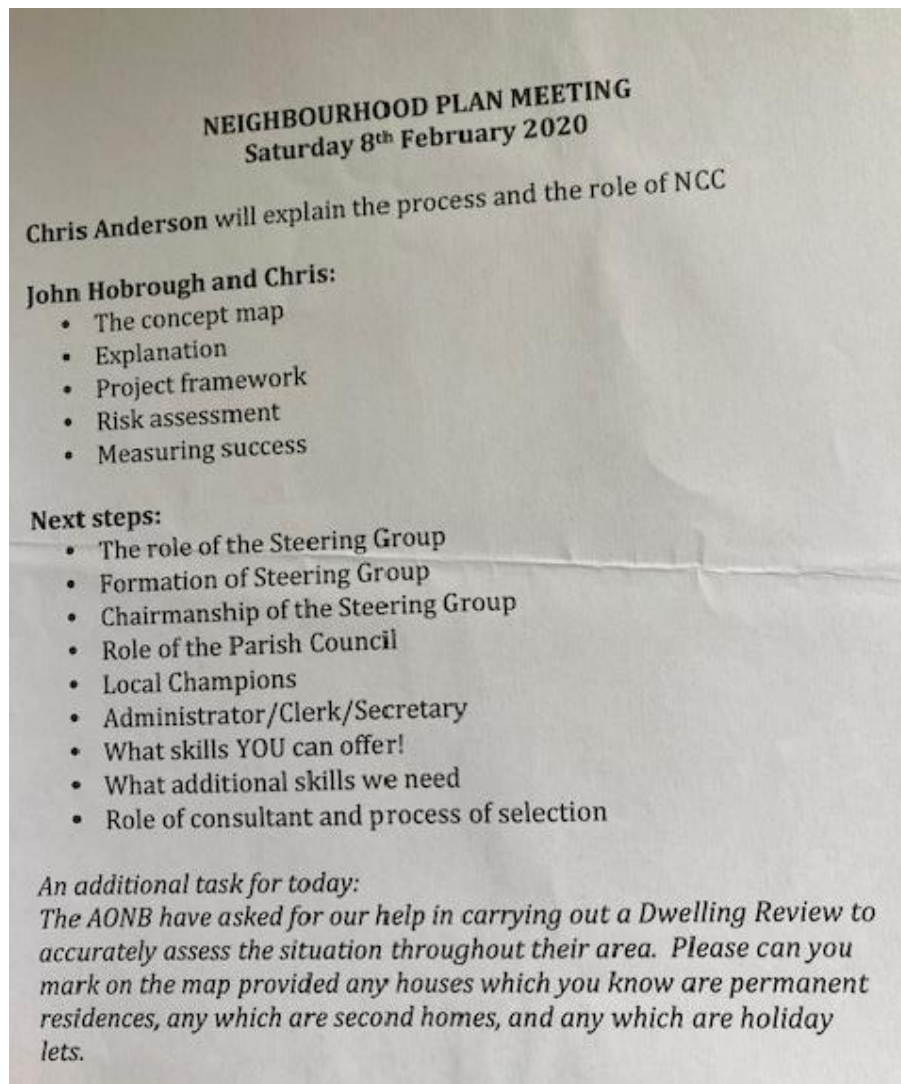 NEIGHBOURHOOD PLAN MEETING
Saturday 8th February 2020
Chris Anderson will explain the process and the role of NCC
John Hobrough and Chris:
• The concept map
• Explanation
• Project framework
• Risk assessment
• Measuring success
Next steps:
• The role of the Steering Group
• Formation of Steering Group
• Chairmanship of the Steering Group
• Role of the Parish Council
• Local Champions
• Administrator/Clerk/Secretary
• What skills YOU can offer!
• What additional skills we need
• Role of consultant and process of selection
An additional task for today:
The AONB have asked for our help in carrying out a Dwelling Review to
accurately assess the situation throughout their area. Please can you
mark on the map provided any houses which you know are permanent
residences, any which are second homes, and any which are holiday
lets.